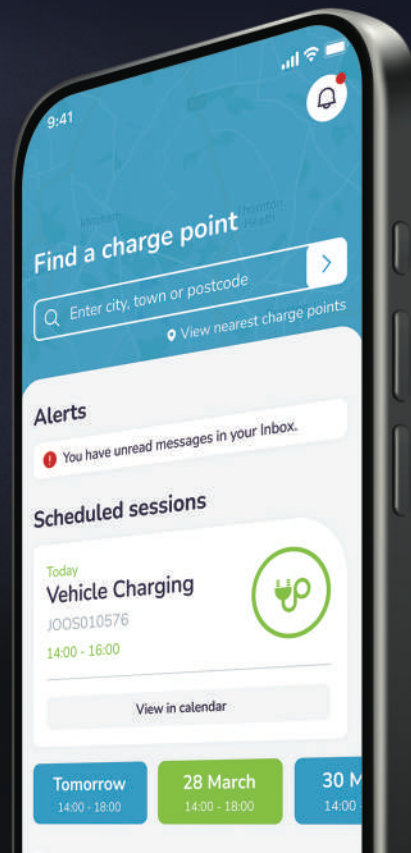 9:41
Thornton
Heath
Find a charge point
Enter city, town or postcode
View nearest charge points
Alerts
You have unread messages in your Inbox.
Scheduled sessions
Today
Vehicle Charging
JOOS010576
14:00 - 16:00
View in calendar
Tomorrow
14:00 - 18:00
28 March
14:00 - 18:00
30 M
14:00